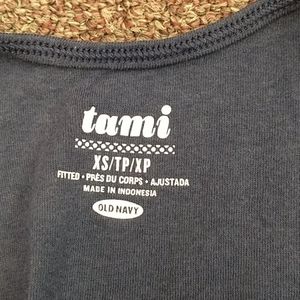 tami
XS/TP/XP
FITTED • PRÈS DU CORPS • AJUSTADA
MADE IN INDONESIA
OLD NAVY